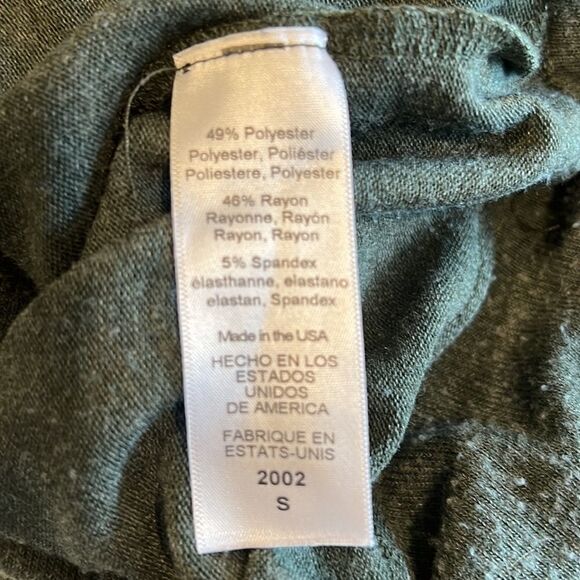 49% Polyester
Polyester, Poliéster
Poliestere, Polyester
46% Rayon
Rayonne, Rayón
Rayon, Rayon
5% Spandex
élasthanne, elastano
elastan, Spandex
Made in the USA
HECHO EN LOS
ESTADOS
UNIDOS
DE AMERICA
FABRIQUE EN
ESTATS-UNIS
2002
S